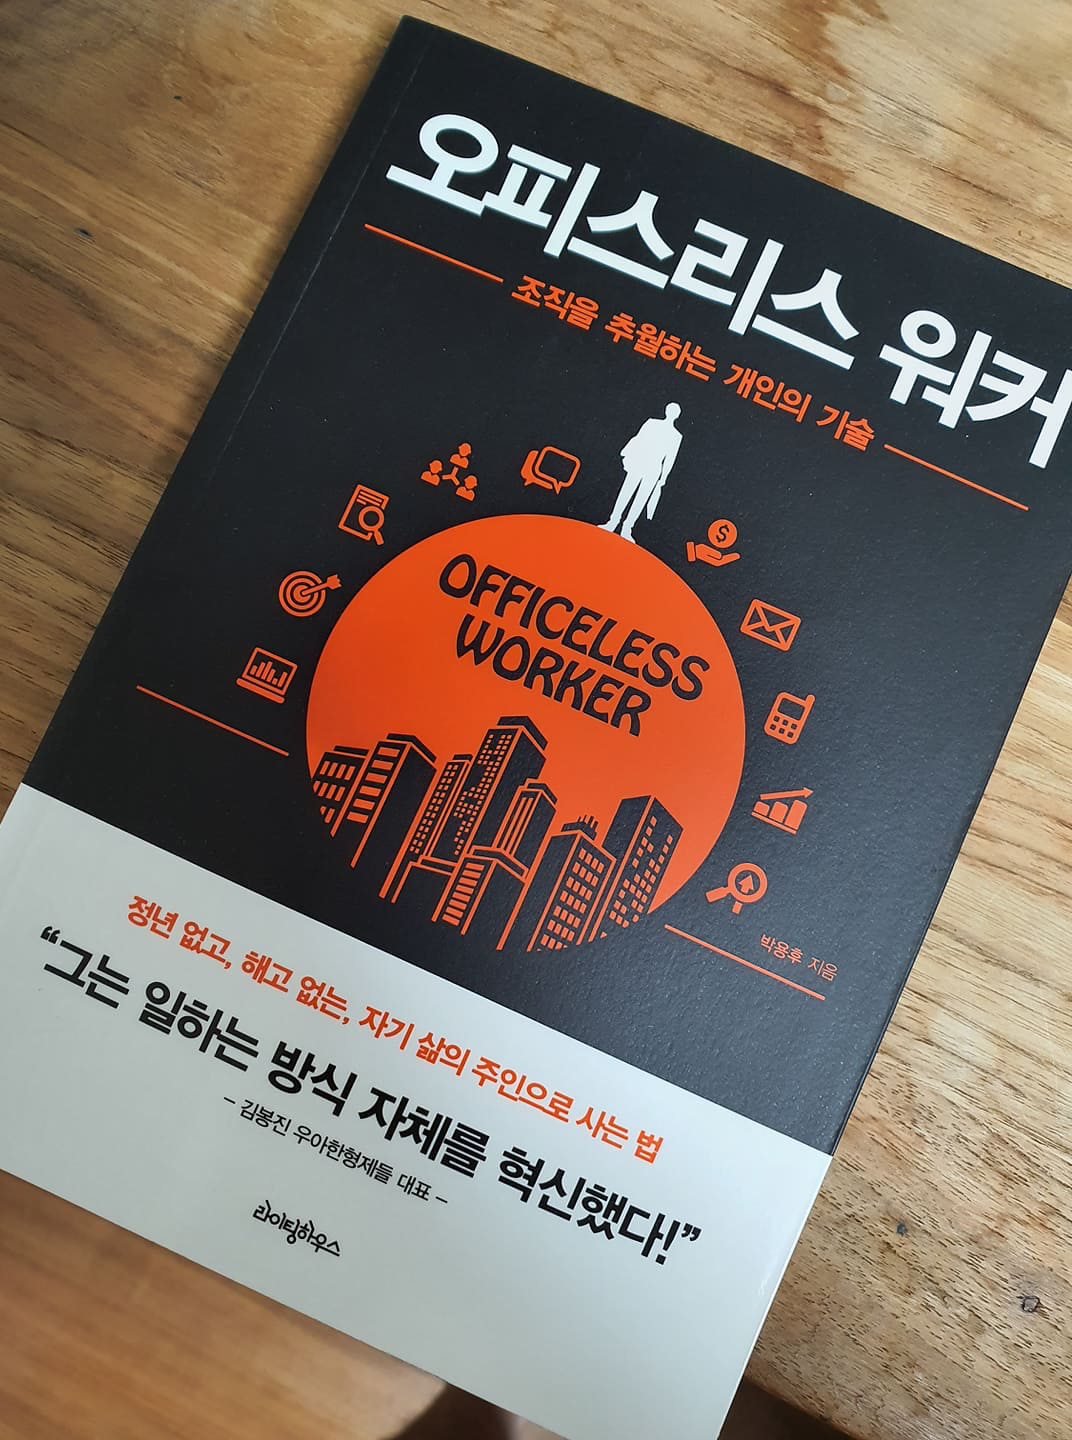 오피스리스 워커
조직을 추월하는 개인의 기술
OFFICELESS
WORKER
박용후 지음
정년 없고, 해고 없는, 자기 삶의 주인으로 사는 법
“그는 일하는 방식 자체를 혁신했다!”
- 김봉진 우아한형제들 대표 -
라이팅하우스